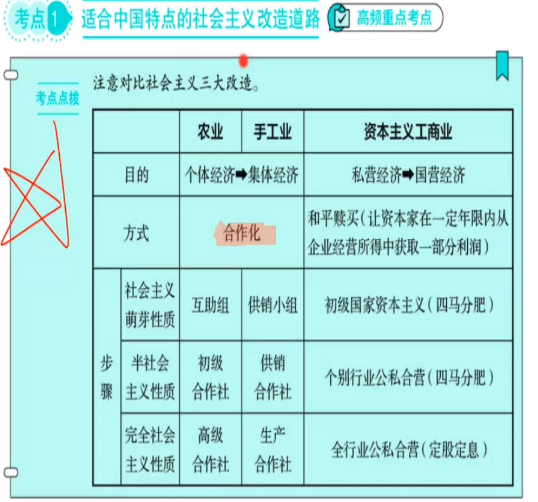 考点1 适合中国特点的社会主义改造道路 高频重点考点
考点点拨
注意对比社会主义三大改造。
农业 手工业 资本主义工商业
目的 个体经济➡集体经济 私营经济➡国营经济
方式 合作化 和平赎买(让资本家在一定年限内从
企业经营所得中获取一部分利润)
步骤
社会主义
萌芽性质 互助组 供销小组 初级国家资本主义(四马分肥)
半社会
主义性质 初级
合作社 供销
合作社 个别行业公私合营(四马分肥)
完全社会
主义性质 高级
合作社 生产
合作社 全行业公私合营(定股定息)